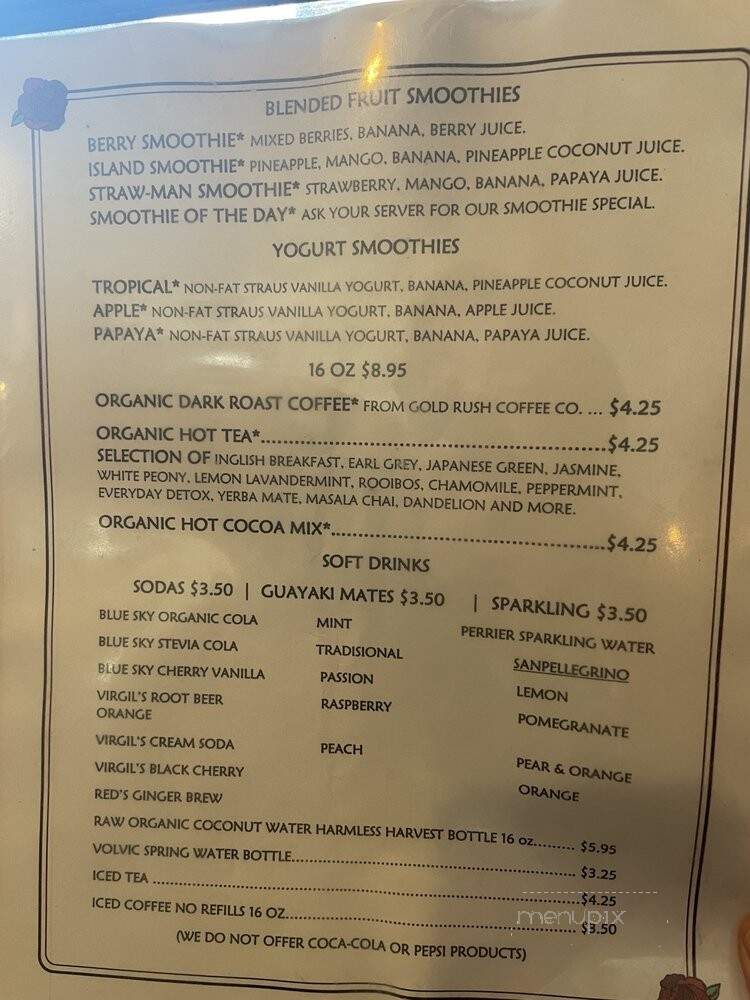 BLENDED FRUIT SMOOTHIES
BERRY SMOOTHIE* MIXED BERRIES, BANANA, BERRY JUICE.
ISLAND SMOOTHIE* PINEAPPLE, MANGO, BANANA, PINEAPPLE COCONUT JUICE.
STRAW-MAN SMOOTHIE* STRAWBERRY, MANGO, BANANA, PAPAYA JUICE.
SMOOTHIE OF THE DAY* ASK YOUR SERVER FOR OUR SMOOTHIE SPECIAL.
YOGURT SMOOTHIES
TROPICAL* NON-FAT STRAUS VANILLA YOGURT, BANANA, PINEAPPLE COCONUT JUICE.
APPLE* NON-FAT STRAUS VANILLA YOGURT, BANANA, APPLE JUICE.
PAPAYA* NON-FAT STRAUS VANILLA YOGURT, BANANA, PAPAYA JUICE.
16 OZ $8.95
ORGANIC DARK ROAST COFFEE* FROM GOLD RUSH COFFEE CO. ... $4.25
ORGANIC HOT TEA*..................................................$4.25
SELECTION OF INGLISH BREAKFAST, EARL GREY, JAPANESE GREEN, JASMINE,
WHITE PEONY, LEMON LAVANDERMINT, ROOIBOS, CHAMOMILE, PEPPERMINT,
EVERYDAY DETOX, YERBA MATE, MASALA CHAI, DANDELION AND MORE.
ORGANIC HOT COCOA MIX*........................................$4.25
SOFT DRINKS
SODAS $3.50 | GUAYAKI MATES $3.50 | SPARKLING $3.50
BLUE SKY ORGANIC COLA MINT PERRIER SPARKLING WATER
BLUE SKY STEVIA COLA TRADISIONAL SANPELLEGRINO
BLUE SKY CHERRY VANILLA PASSION LEMON
VIRGIL'S ROOT BEER RASPBERRY POMEGRANATE
ORANGE
VIRGIL'S CREAM SODA PEACH PEAR & ORANGE
VIRGIL'S BLACK CHERRY ORANGE
RED'S GINGER BREW
RAW ORGANIC COCONUT WATER HARMLESS HARVEST BOTTLE 16 oz......... $5.95
VOLVIC SPRING WATER BOTTLE.................................................... $3.25
ICED TEA ..............................................................................$4.25
ICED COFFEE NO REFILLS 16 OZ..................................................... $3.50
(WE DO NOT OFFER COCA-COLA OR PEPSI PRODUCTS)
menupix